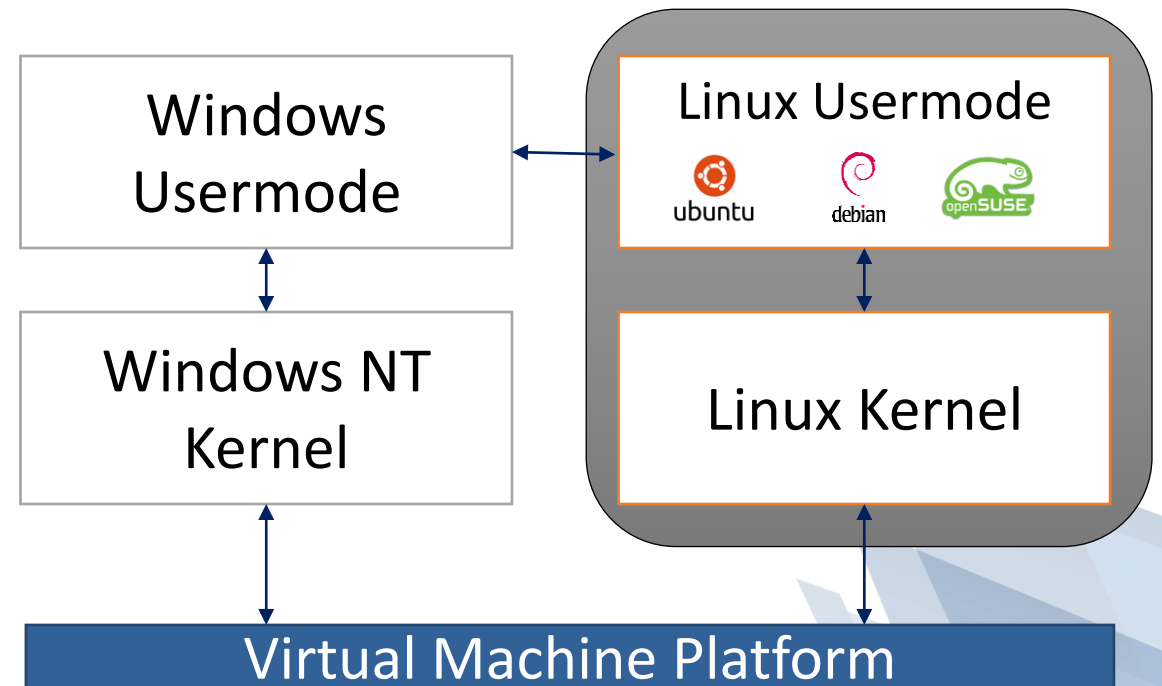 Windows
Usermode
Linux Usermode
ubuntu
debian
openSUSE
Windows NT
Kernel
Linux Kernel
Virtual Machine Platform